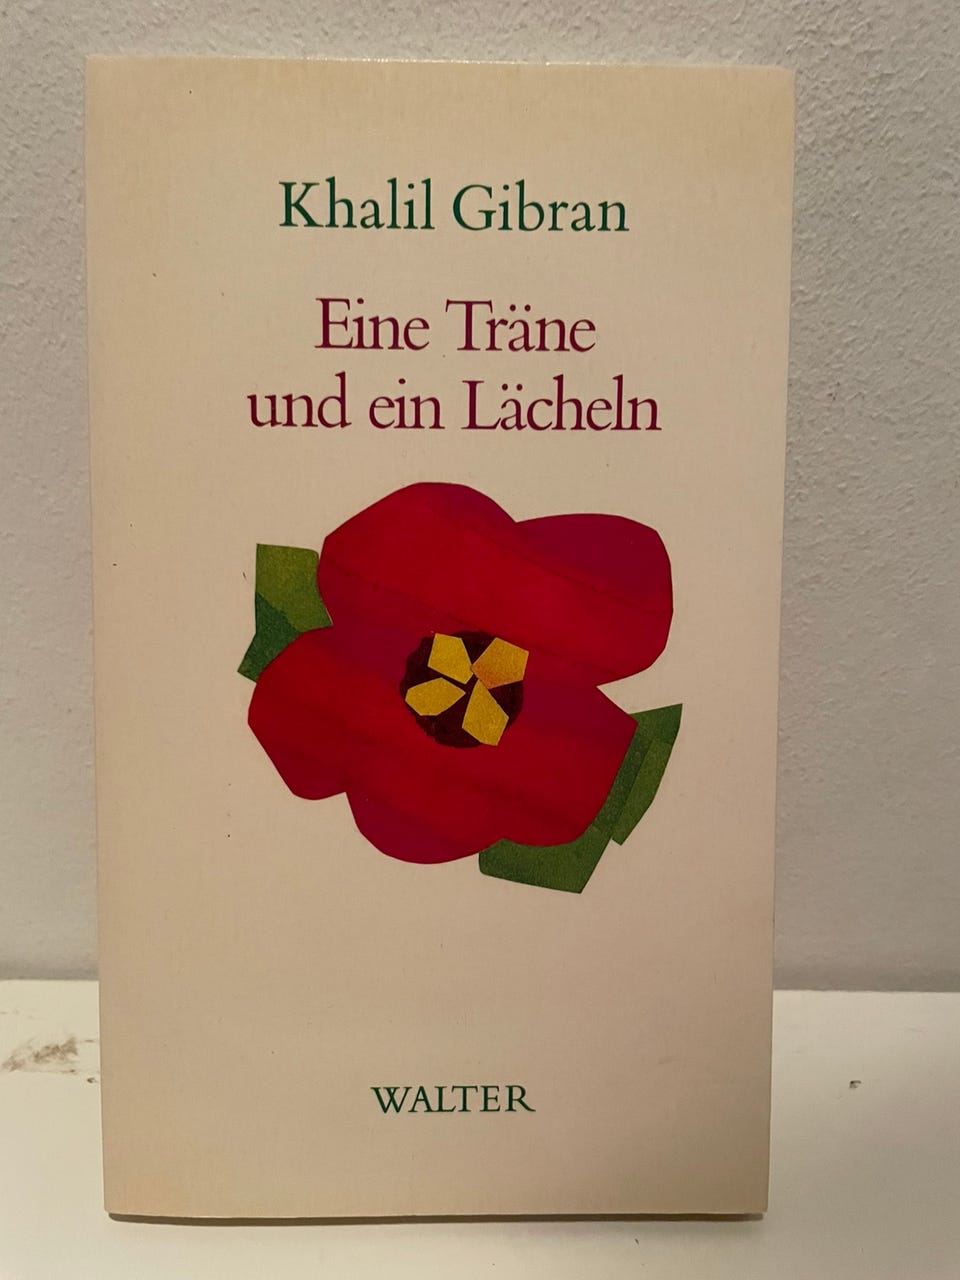 Khalil Gibran
Eine Träne
und ein Lächeln
WALTER